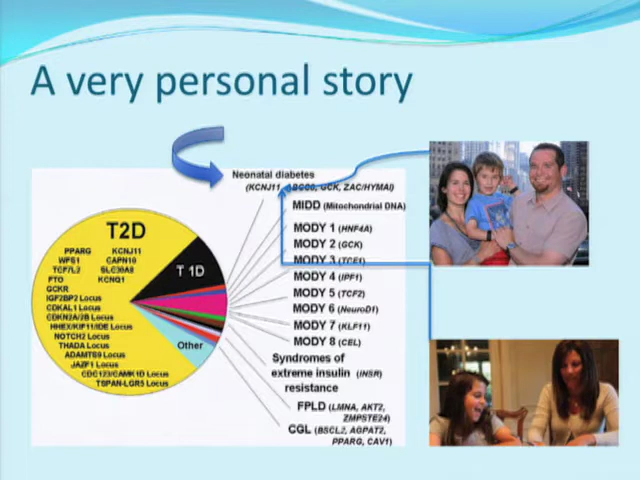 A very personal story
Neonatal diabetes
(KCNJ11, ABCC8, GCK, ZAC/HYMAI)
MIDD (Mitochondrial DNA)
MODY 1 (HNF4A)
MODY 2 (GCK)
MODY 3 (TCF1)
MODY 4 (IPF1)
MODY 5 (TCF2)
MODY 6 (NeuroD1)
MODY 7 (KLF11)
MODY 8 (CEL)
Syndromes of
extreme insulin (INSR)
resistance
FPLD (LMNA, AKT2,
ZMPSTE24)
CGL (BSCL2, AGPAT2,
PPARG, CAV1)
T2D
PPARG KCNJ11
WFS1 CAPN10
TCF7L2 SLC30A8
FTO KCNQ1
GCKR
IGF2BP2 Locus
CDKAL1 Locus
CDKN2A/2B Locus
HHEX/KIF11/IDE Locus
NOTCH2 Locus
THADA Locus
ADAMTS9 Locus
JAZF1 Locus
CDC123/CAMK1D Locus
TSPAN-LGR5 Locus
T 1D
Other